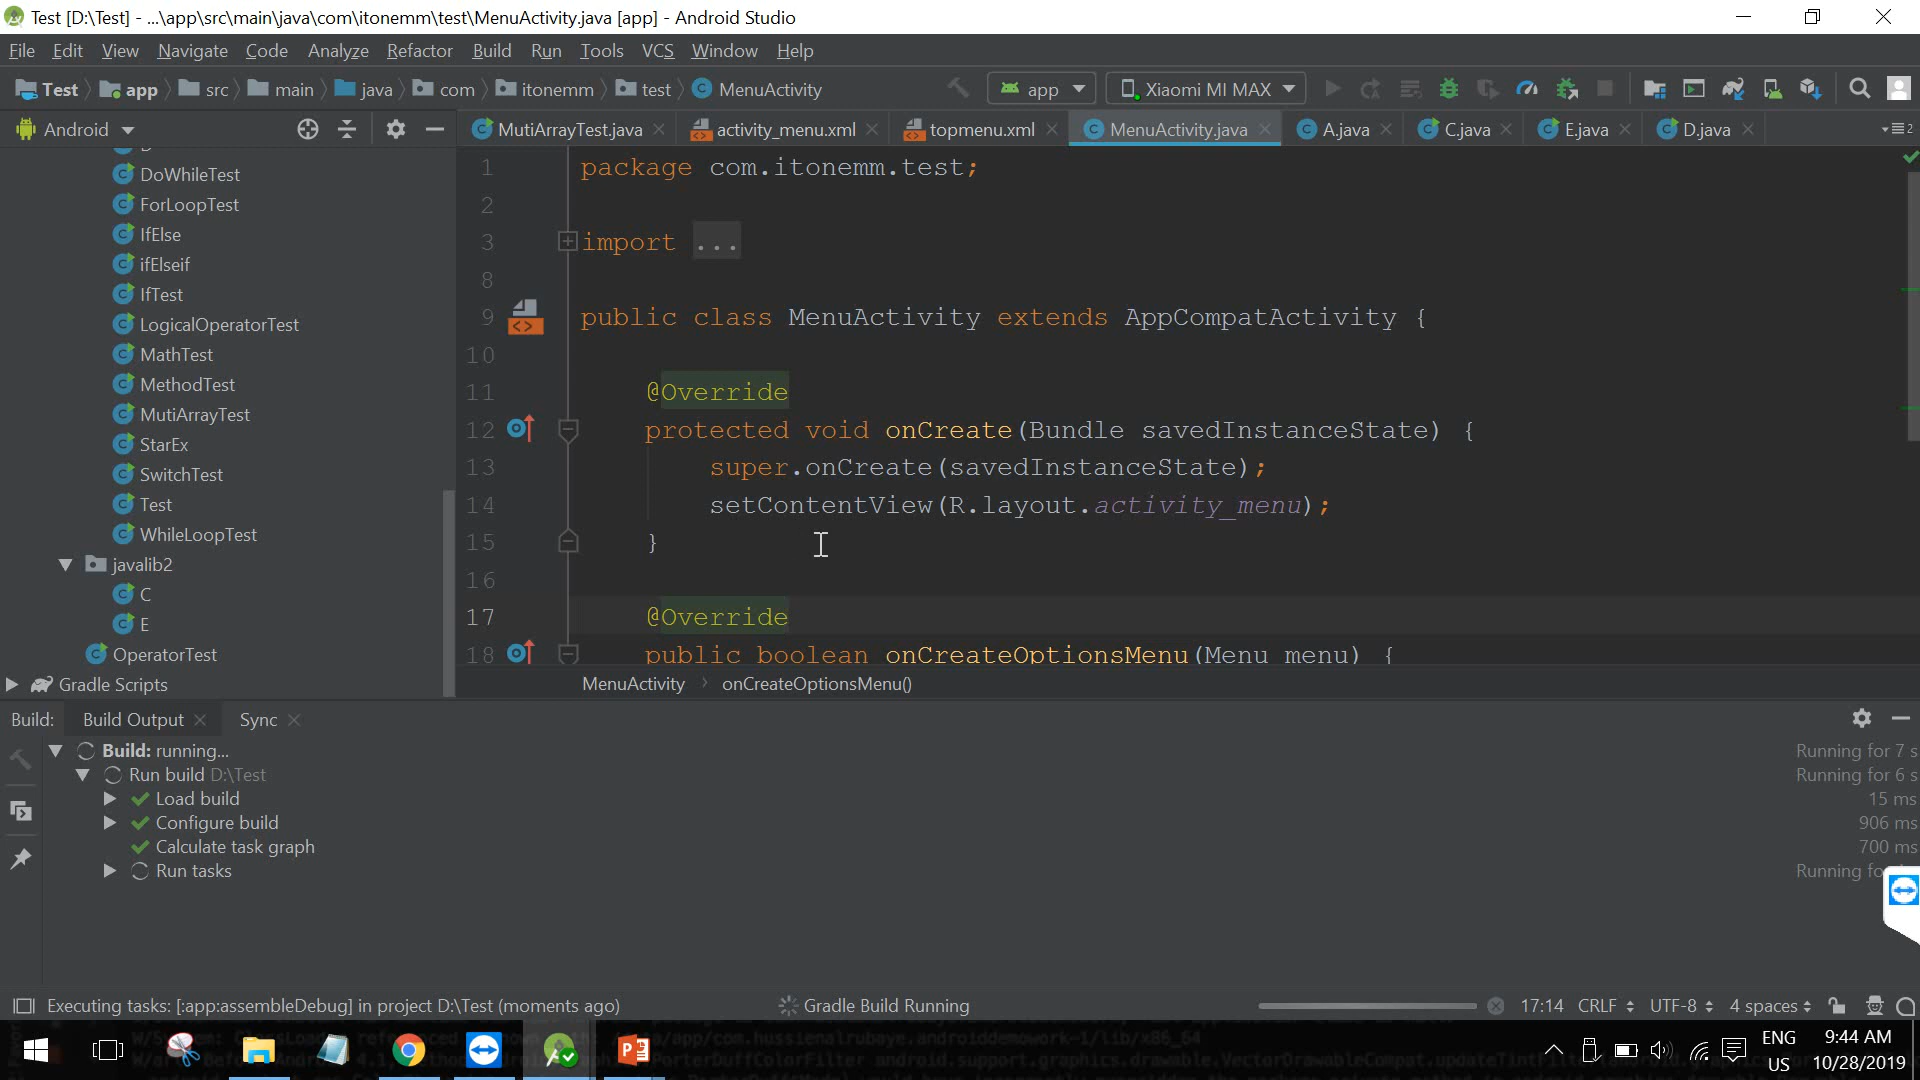 Test [D:\Test] - ...\app\src\main\java\com\itonemm\test\MenuActivity.java [app] - Android Studio
File Edit View Navigate Code Analyze Refactor Build Run Tools VCS Window Help
Test app src main java com itonemm test MenuActivity app Xiaomi MI MAX
Android MutiArrayTest.java activity_menu.xml topmenu.xml MenuActivity.java A.java C.java E.java D.java
DoWhileTest
ForLoopTest
IfElse
ifElseif
IfTest
LogicalOperatorTest
MathTest
MethodTest
MutiArrayTest
StarEx
SwitchTest
Test
WhileLoopTest
javalib2
C
E
OperatorTest
Gradle Scripts
1 package com.itonemm.test;
2
3 import ...
8
9 public class MenuActivity extends AppCompatActivity {
10
11 @Override
12 protected void onCreate(Bundle savedInstanceState) {
13 super.onCreate(savedInstanceState);
14 setContentView(R.layout.activity_menu);
15 }
16
17 @Override
18 public boolean onCreateOptionsMenu(Menu menu) {
MenuActivity onCreateOptionsMenu()
Build: Build Output Sync
Build: running... Running for 7 s
Run build D:\Test Running for 6 s
Load build 15 ms
Configure build 906 ms
Calculate task graph 700 ms
Run tasks Running
Executing tasks: [:app:assembleDebug] in project D:\Test (moments ago) Gradle Build Running 17:14 CRLF UTF-8 4 spaces
ENG 9:44 AM
US 10/28/2019